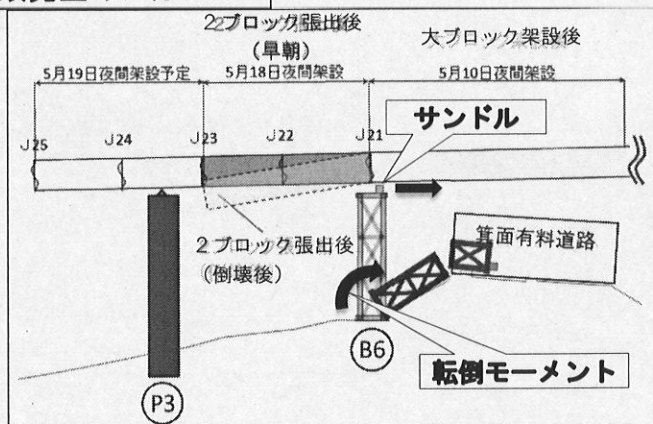 2ブロック張出後
(早朝)
大ブロック架設後
5月19日夜間架設予定
5月18日夜間架設
5月10日夜間架設
J25
J24
J23
J22
J21
サンドル
2ブロック張出後
(倒壊後)
箕面有料道路
B6
転倒モーメント
P3